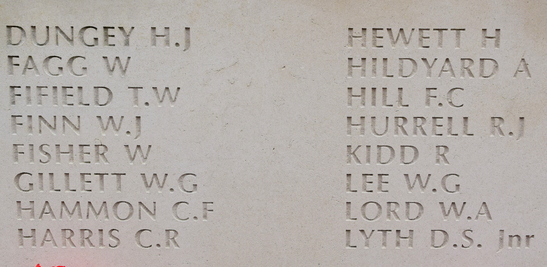 DUNGEY H.J
FAGG W
FIFIELD T.W
FINN W.J
FISHER W
GILLETT W.G
HAMMON C.F
HARRIS C.R
HEWETT H
HILDYARD A
HILL F.C
HURRELL R.J
KIDD R
LEE W.G
LORD W.A
LYTH D.S. Jnr